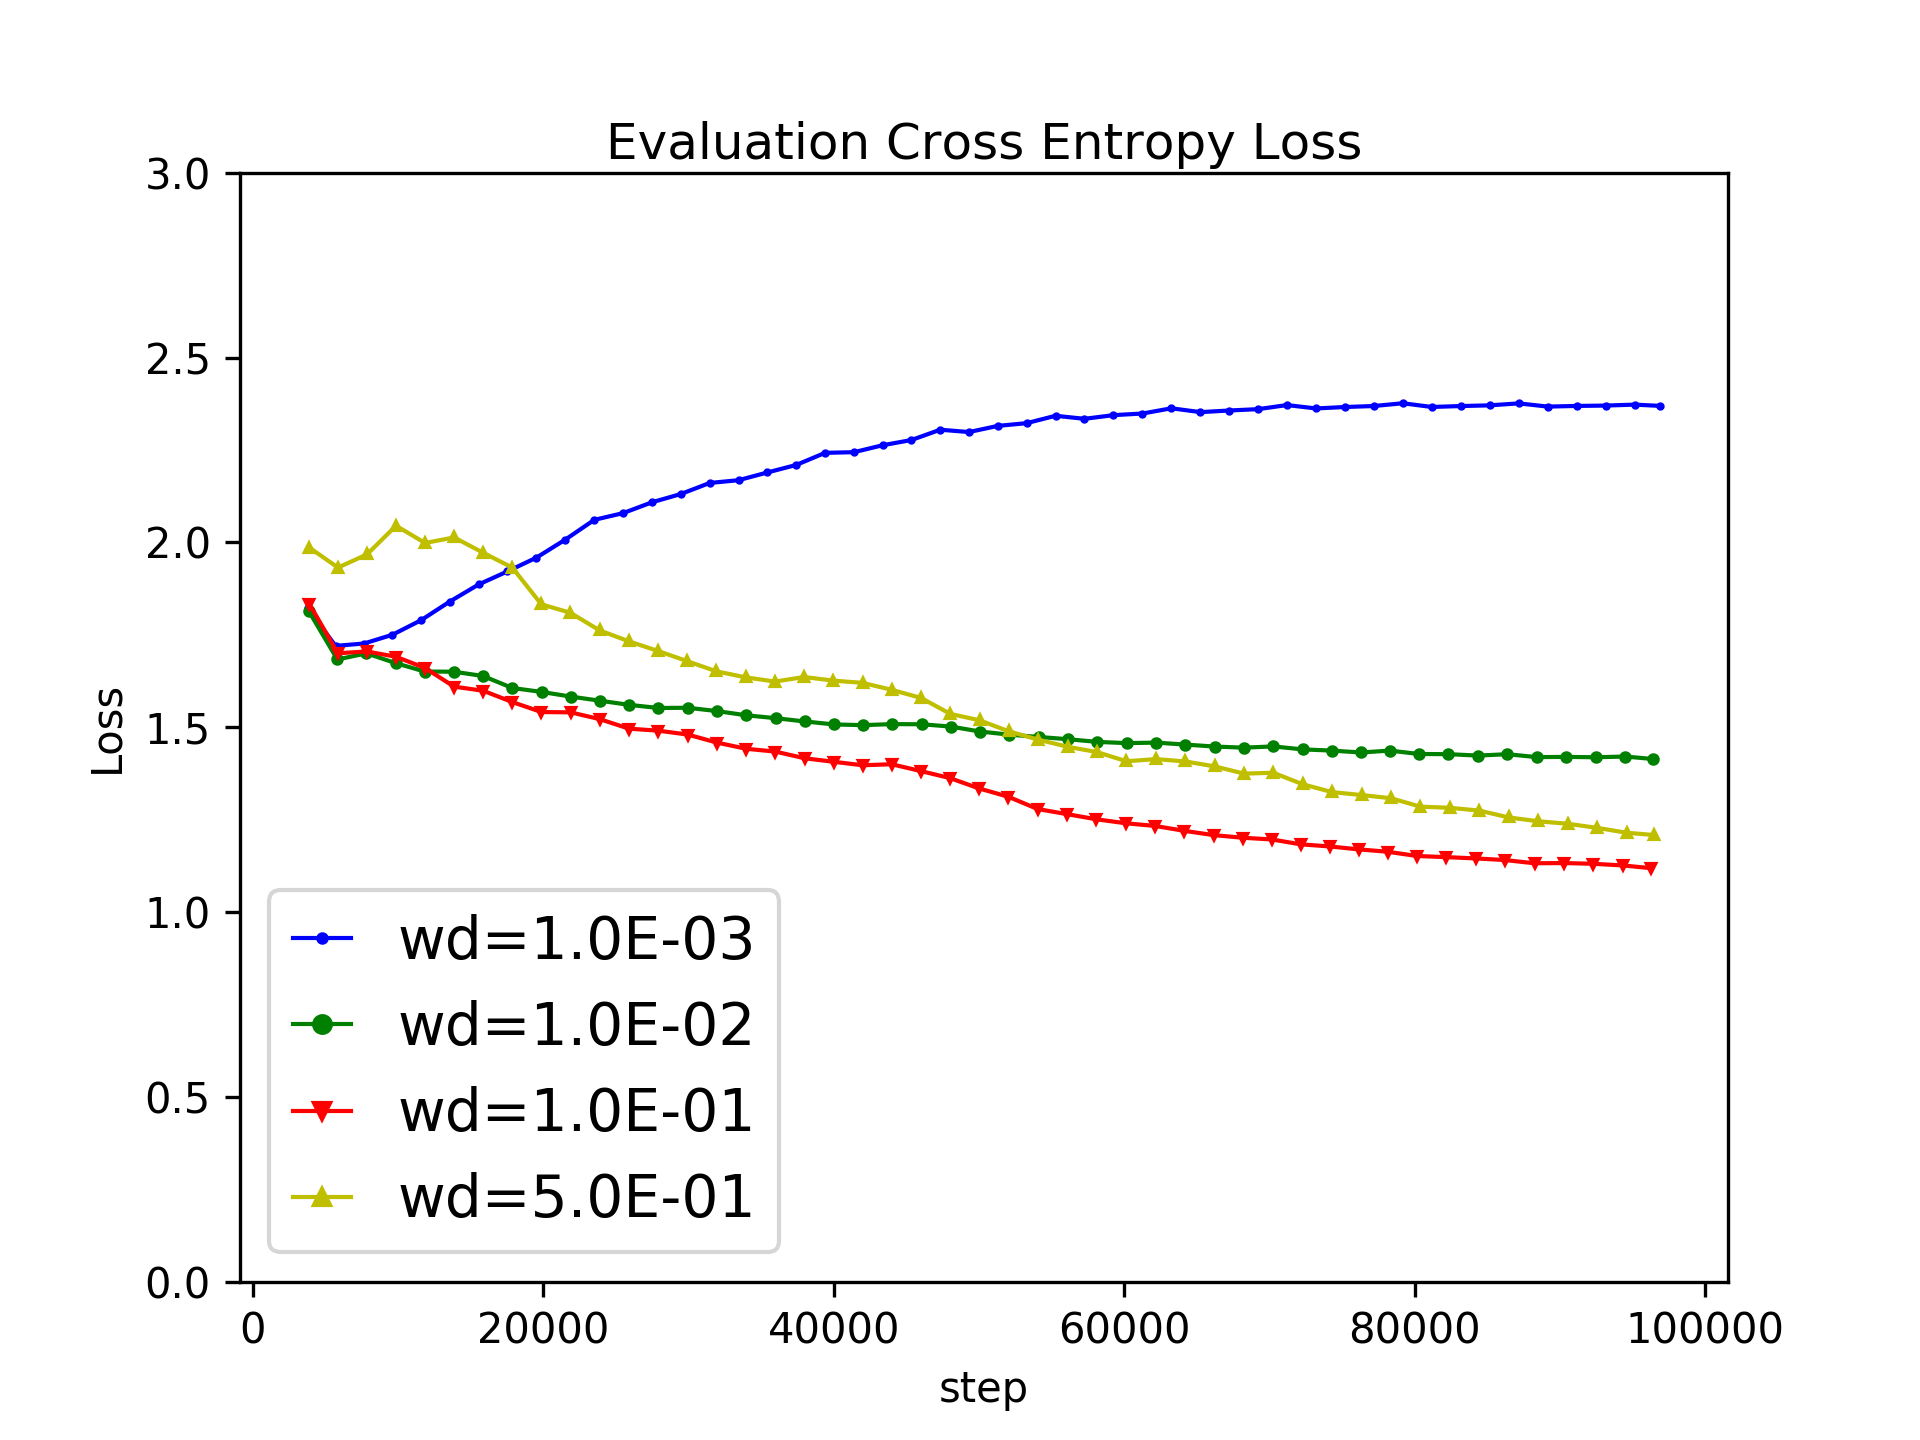 Evaluation Cross Entropy Loss
3.0
2.5
2.0
1.5
1.0
0.5
0.0
Loss
wd=1.0E-03
wd=1.0E-02
wd=1.0E-01
wd=5.0E-01
0 20000 40000 60000 80000 100000
step